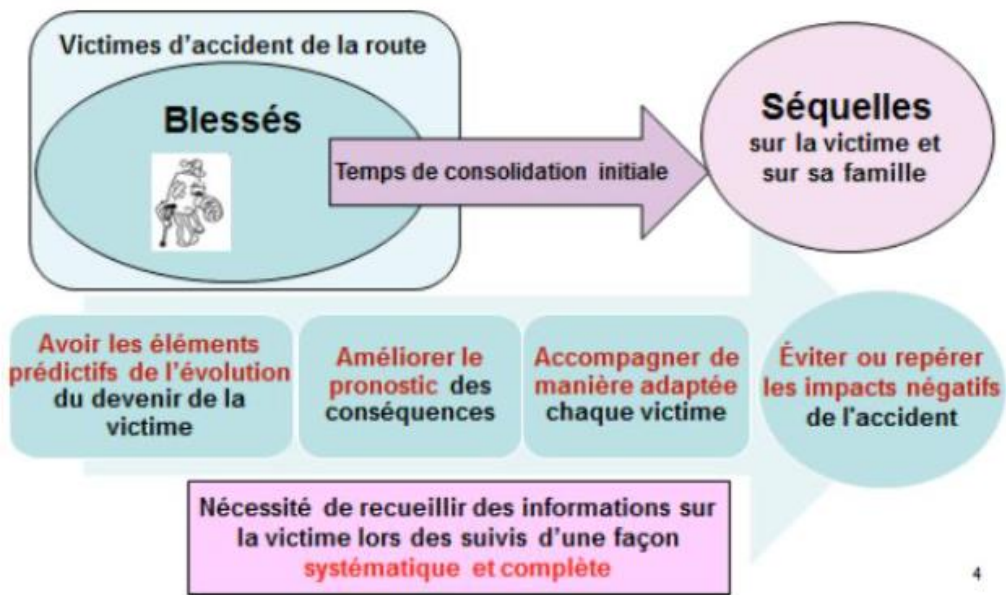 Victimes d'accident de la route
Blessés
Temps de consolidation initiale
Séquelles
sur la victime et
sur sa famille
Avoir les éléments
prédictifs de l'évolution
du devenir de la
victime
Améliorer le
pronostic des
conséquences
Accompagner de
manière adaptée
chaque victime
Éviter ou repérer
les impacts négatifs
de l'accident
Nécessité de recueillir des informations sur
la victime lors des suivis d'une façon
systématique et complète
4